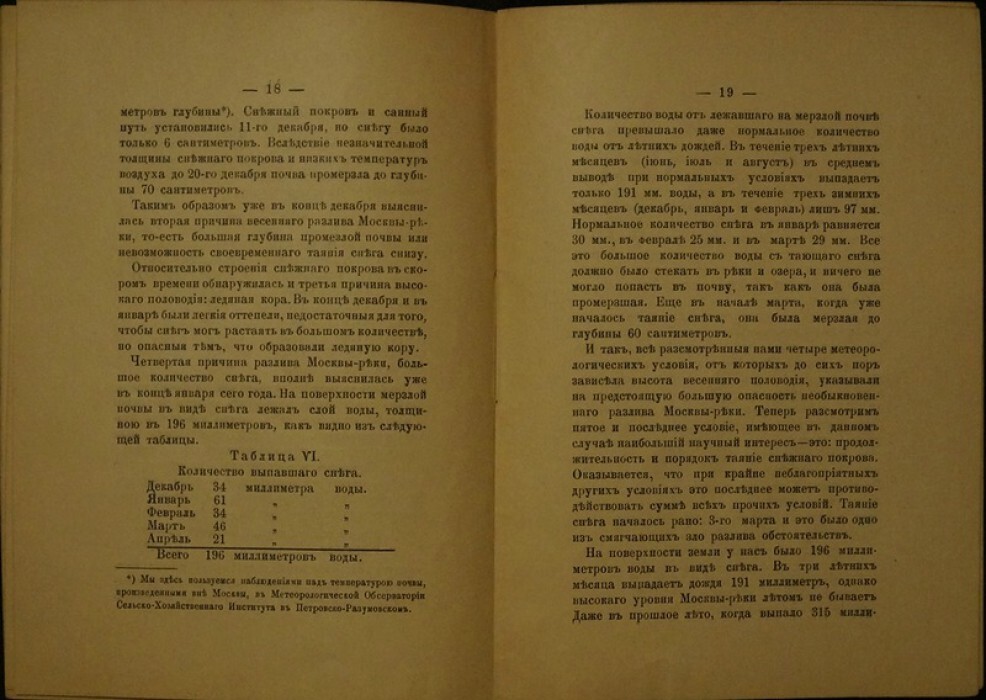 — 18 —
метровъ глубины*). Снѣжный покровъ и санный
путь установились 11-го декабря, но снѣгу было
только 6 сантиметровъ. Вслѣдствіе незначительной
толщины снѣжнаго покрова и низкихъ температуръ
воздуха до 20-го декабря почва промерзла до глуби-
ны 70 сантиметровъ.
Такимъ образомъ уже въ концѣ декабря выясни-
лась вторая причина весенняго разлива Москвы-рѣ-
ки, то-есть большая глубина промезлой почвы или
невозможность своевременнаго таянія снѣга снизу.
Относительно строенія снѣжнаго покрова въ ско-
ромъ времени обнаружилась и третья причина высо-
каго половодія: ледяная кора. Въ концѣ декабря и въ
январѣ были легкія оттепели, недостаточныя для того,
чтобы снѣгъ могъ растаять въ большомъ количествѣ,
но опасныя тѣмъ, что образовали ледяную кору.
Четвертая причина разлива Москвы-рѣки, боль-
шое количество снѣга, вполнѣ выяснилась уже
въ концѣ января сего года. На поверхности мерзлой
почвы въ видѣ снѣга лежалъ слой воды, толщи-
ною въ 196 миллиметровъ, какъ видно изъ слѣдую-
щей таблицы.
Таблица VI.
Количество выпавшаго снѣга.
Декабрь 34 миллиметра воды.
Январь 61 „ „
Февраль 34 „ „
Мартъ 46 „ „
Апрѣль 21 „ „
Всего 196 миллиметровъ воды.
*) Мы здѣсь пользуемся наблюденіями надъ температурою почвы,
произведенными внѣ Москвы, въ Метеорологической Обсерваторіи
Сельско-Хозяйственнаго Института въ Петровско-Разумовскомъ.
— 19 —
Количество воды отъ лежавшаго на мерзлой почвѣ
снѣга превышало даже нормальное количество
воды отъ лѣтнихъ дождей. Въ теченіе трехъ лѣтнихъ
мѣсяцевъ (іюнь, іюль и августъ) въ среднемъ
выводѣ при нормальныхъ условіяхъ выпадаетъ
только 191 мм. воды, а въ теченіе трехъ зимнихъ
мѣсяцевъ (декабрь, январь и февраль) лишъ 97 мм.
Нормальное количество снѣга въ январѣ равняется
30 мм., въ февралѣ 25 мм. и въ мартѣ 29 мм. Все
это большое количество воды съ тающаго снѣга
должно было стекать въ рѣки и озера, и ничего не
могло попасть въ почву, такъ какъ она была
промерзшая. Еще въ началѣ марта, когда уже
началось таяніе снѣга, она была мерзлая до
глубины 60 сантиметровъ.
И такъ, всѣ разсмотрѣнныя нами четыре метеоро-
логическихъ условія, отъ которыхъ до сихъ поръ
зависѣла высота весенняго половодія, указывали
на предстоящую большую опасность необыкновен-
наго разлива Москвы-рѣки. Теперь разсмотримъ
пятое и послѣднее условіе, имѣющее въ данномъ
случаѣ наибольшій научный интересъ—это: продол-
жительность и порядокъ таяніе снѣжнаго покрова.
Оказывается, что при крайне неблагопріятныхъ
другихъ условіяхъ это послѣднее можетъ противо-
дѣйствовать суммѣ всѣхъ прочихъ условій. Таяніе
снѣга началось рано: 3-го марта и это было одно
изъ смягчающихъ зло разлива обстоятельствъ.
На поверхности земли у насъ было 196 милли-
метровъ воды въ видѣ снѣга. Въ три лѣтнихъ
мѣсяца выпадаетъ дождя 191 миллиметръ, однако
высокаго уровня Москвы-рѣки лѣтомъ не бываетъ
Даже въ прошлое лѣто, когда выпало 315 милли-